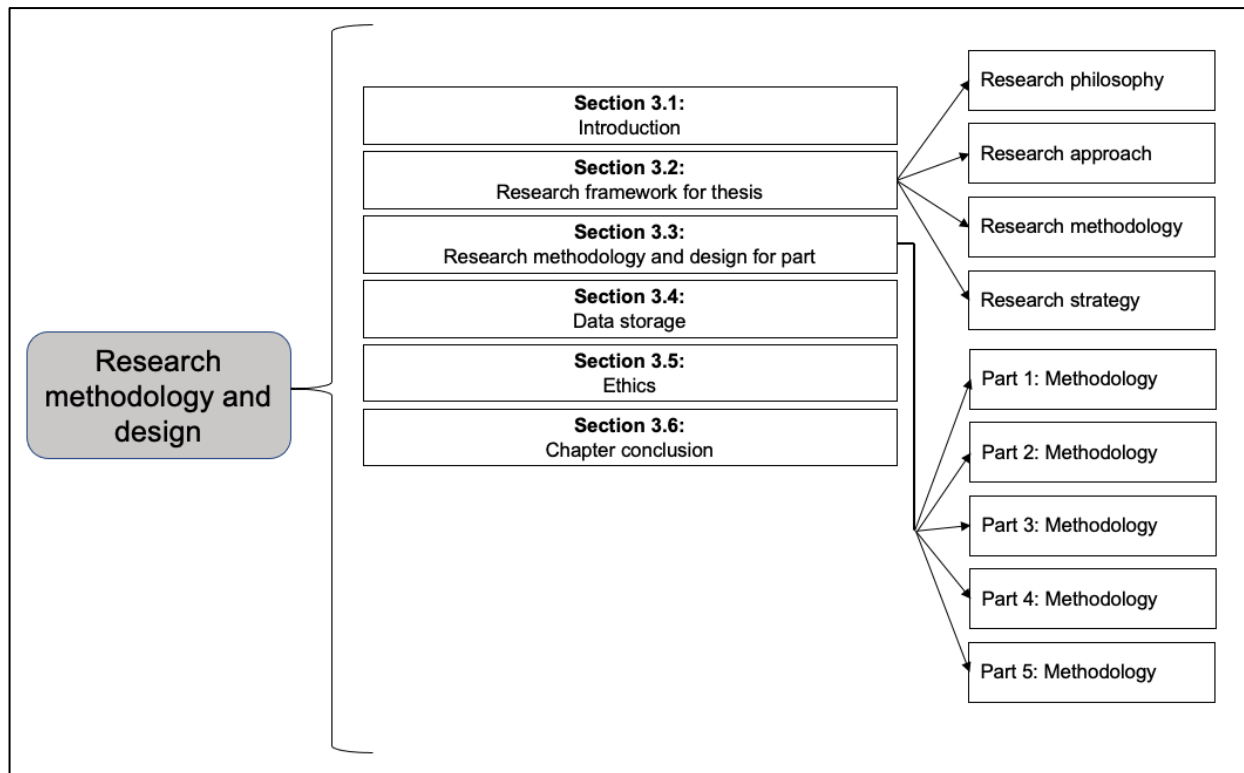 Research
methodology and
design
Section 3.1:
Introduction
Section 3.2:
Research framework for thesis
Section 3.3:
Research methodology and design for part
Section 3.4:
Data storage
Section 3.5:
Ethics
Section 3.6:
Chapter conclusion
Research philosophy
Research approach
Research methodology
Research strategy
Part 1: Methodology
Part 2: Methodology
Part 3: Methodology
Part 4: Methodology
Part 5: Methodology